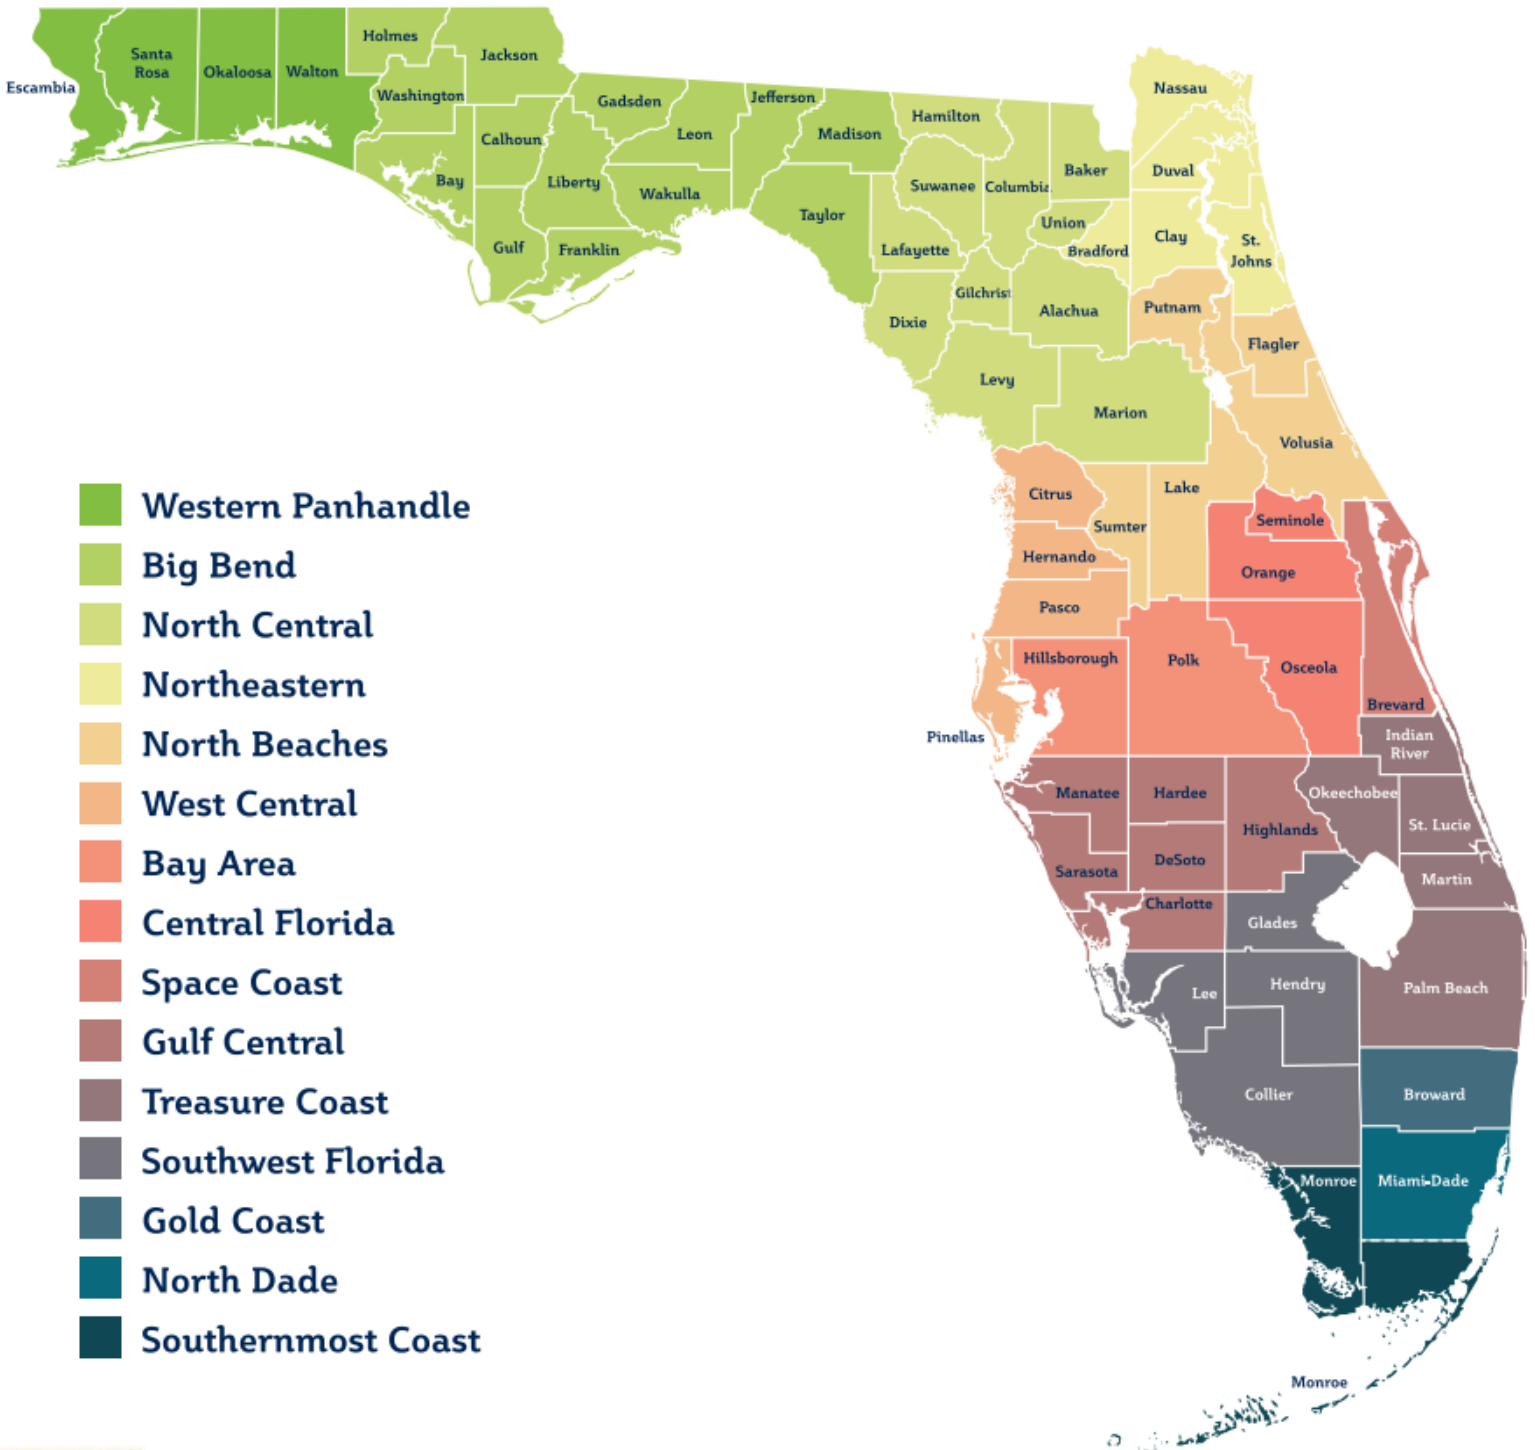 Holmes
Jackson
Santa
Rosa
Okaloosa
Walton
Escambia
Washington
Gadsden
Jefferson
Nassau
Hamilton
Calhoun
Leon
Madison
Bay
Liberty
Wakulla
Suwanee
Columbia
Baker
Duval
Taylor
Union
Gulf
Franklin
Lafayette
Bradford
Clay
St.
Johns
Gilchrist
Dixie
Alachua
Putnam
Flagler
Levy
Marion
Volusia
Citrus
Lake
Sumter
Seminole
Hernando
Orange
Pasco
Hillsborough
Polk
Osceola
Brevard
Pinellas
Indian
River
Manatee
Hardee
Okeechobee
Highlands
St. Lucie
Sarasota
DeSoto
Martin
Charlotte
Glades
Lee
Hendry
Palm Beach
Collier
Broward
Monroe
Miami-Dade
Monroe
Western Panhandle
Big Bend
North Central
Northeastern
North Beaches
West Central
Bay Area
Central Florida
Space Coast
Gulf Central
Treasure Coast
Southwest Florida
Gold Coast
North Dade
Southernmost Coast